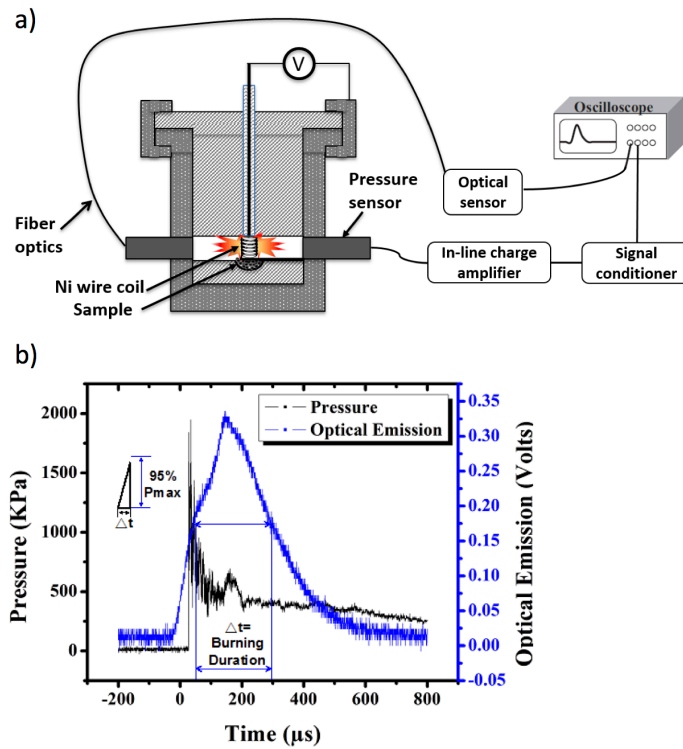 a)
V
Oscilloscope
Pressure
sensor
Optical
sensor
Fiber
optics
In-line charge
amplifier
Signal
conditioner
Ni wire coil
Sample
b)
Pressure
Optical Emission
2000
1500
1000
500
0
Pressure (KPa)
95%
Pmax
△t
△t=
Burning
Duration
0.35
0.30
0.25
0.20
0.15
0.10
0.05
0.00
-0.05
Optical Emission (Volts)
-200 0 200 400 600 800
Time (μs)